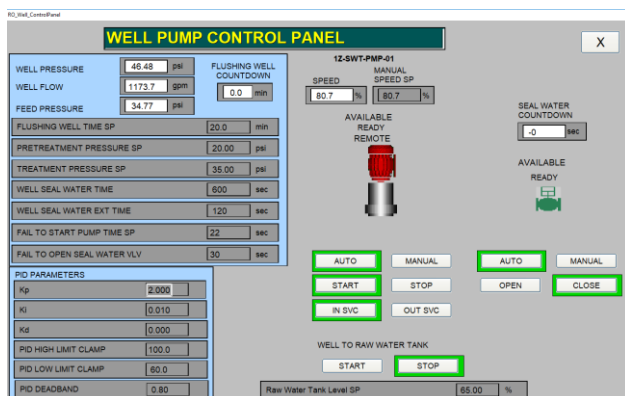 RO_Well_ControlPanel
WELL PUMP CONTROL PANEL
X
WELL PRESSURE 46.48 psi
WELL FLOW 1173.7 gpm
FEED PRESSURE 34.77 psi
FLUSHING WELL
COUNTDOWN
0.0 min
FLUSHING WELL TIME SP 20.0 min
PRETREATMENT PRESSURE SP 20.00 psi
TREATMENT PRESSURE SP 35.00 psi
WELL SEAL WATER TIME 600 sec
WELL SEAL WATER EXT TIME 120 sec
FAIL TO START PUMP TIME SP 22 sec
FAIL TO OPEN SEAL WATER VLV 30 sec
PID PARAMETERS
Kp 2.000
Ki 0.010
Kd 0.000
PID HIGH LIMIT CLAMP 100.0
PID LOW LIMIT CLAMP 60.0
PID DEADBAND 0.80
1Z-SWT-PMP-01
SPEED
80.7 %
MANUAL
SPEED SP
80.7 %
AVAILABLE
READY
REMOTE
AUTO MANUAL
START STOP
IN SVC OUT SVC
SEAL WATER
COUNTDOWN
-0 sec
AVAILABLE
READY
AUTO MANUAL
OPEN CLOSE
WELL TO RAW WATER TANK
START STOP
Raw Water Tank Level SP 65.00 %